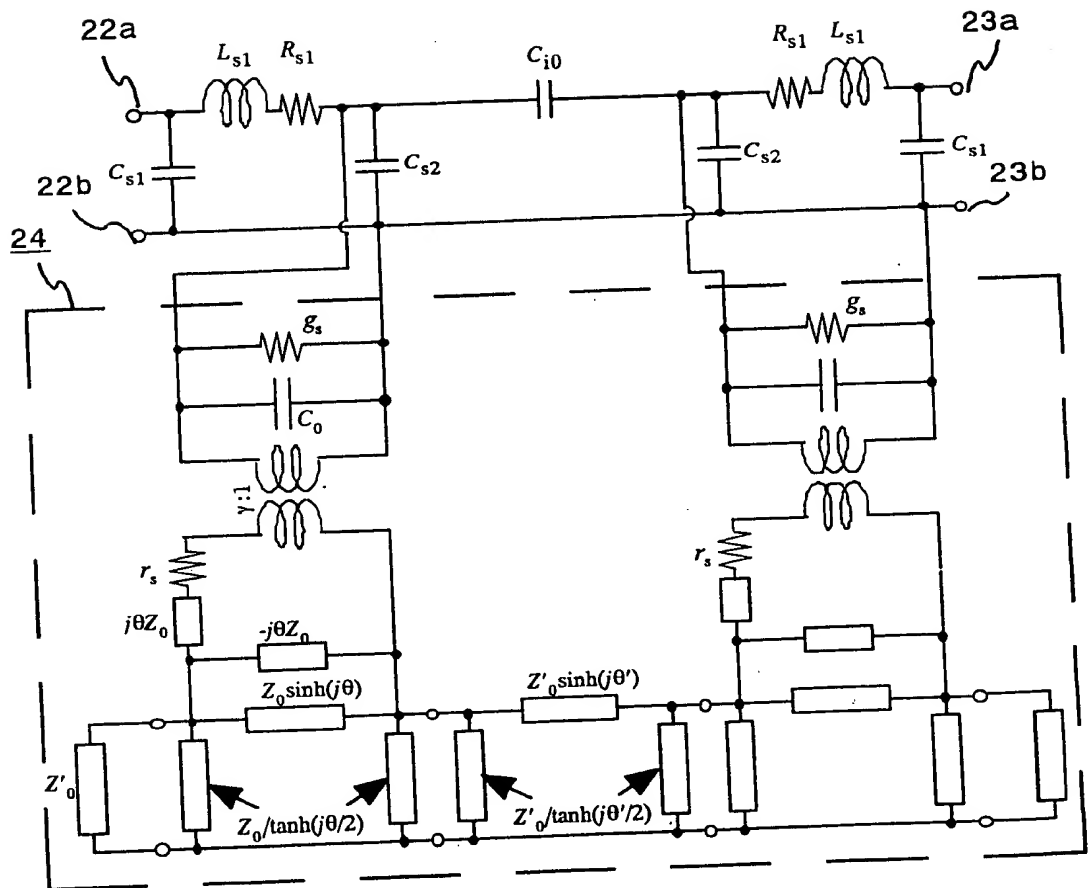 22a
L_s1
R_s1
C_i0
R_s1
L_s1
23a
C_s1
C_s2
C_s2
C_s1
22b
23b
24
g_s
g_s
C_0
γ:1
r_s
r_s
jθZ_0
-jθZ_0
Z_0sinh(jθ)
Z'_0sinh(jθ')
Z'_0
Z_0/tanh(jθ/2)
Z'_0/tanh(jθ'/2)